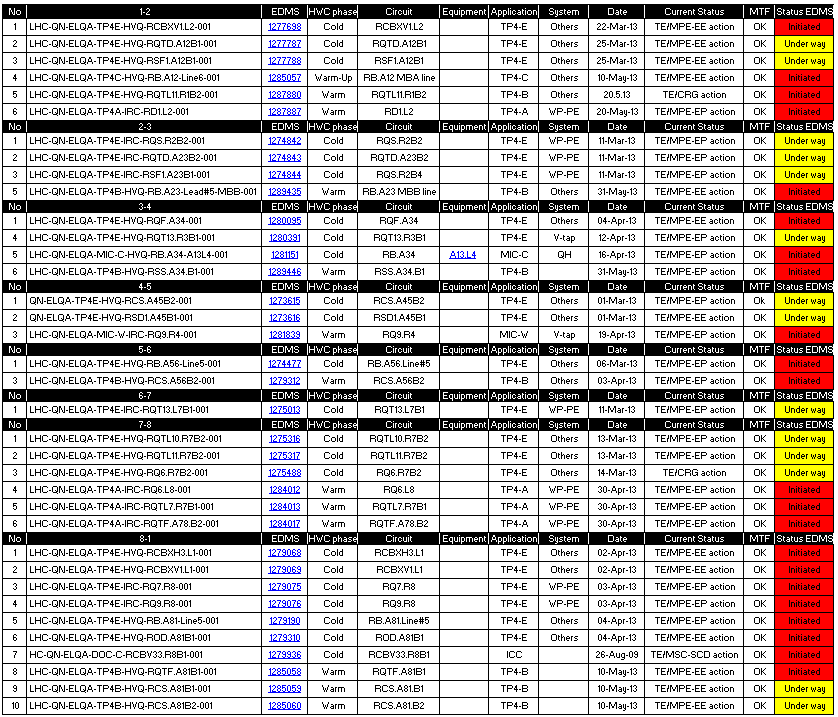 No 1-2 EDMS HWC phase Circuit Equipment Application System Date Current Status MTF Status EDMS
1 LHC-QN-ELQA-TP4E-HVQ-RCBXV1.L2-001 1277698 Cold RCBXV1.L2 TP4-E Others 22-Mar-13 TE/MPE-EE action OK Initiated
2 LHC-QN-ELQA-TP4E-HVQ-RQTD.A12B1-001 1277787 Cold RQTD.A12B1 TP4-E Others 25-Mar-13 TE/MPE-EP action OK Under way
3 LHC-QN-ELQA-TP4E-HVQ-RSF1.A12B1-001 1277788 Cold RSF1.A12B1 TP4-E Others 25-Mar-13 TE/MPE-EP action OK Under way
4 LHC-QN-ELQA-TP4C-HVQ-RB.A12-Line6-001 1285057 Warm-Up RB.A12 MBA line TP4-C Others 10-May-13 TE/MPE-EE action OK Initiated
5 LHC-QN-ELQA-TP4E-HVQ-RQTL11.R1B2-001 1287880 Warm RQTL11.R1B2 TP4-B Others 20.5.13 TE/CRG action OK Initiated
6 LHC-QN-ELQA-TP4A-IRC-RD1.L2-001 1287887 Warm RD1.L2 TP4-A WP-PE 20-May-13 TE/MPE-EP action OK Initiated
No 2-3 EDMS HWC phase Circuit Equipment Application System Date Current Status MTF Status EDMS
1 LHC-QN-ELQA-TP4E-IRC-RQS.R2B2-001 1274842 Cold RQS.R2B2 TP4-E WP-PE 11-Mar-13 TE/MPE-EP action OK Under way
2 LHC-QN-ELQA-TP4E-IRC-RQTD.A23B2-001 1274843 Cold RQTD.A23B2 TP4-E WP-PE 11-Mar-13 TE/MPE-EP action OK Under way
3 LHC-QN-ELQA-TP4E-IRC-RSF1.A23B1-001 1274844 Cold RQS.R2B4 TP4-E WP-PE 11-Mar-13 TE/MPE-EP action OK Under way
5 LHC-QN-ELQA-TP4B-HVQ-RB.A23-Lead#5-MBB-001 1289435 Warm RB.A23 MBB line TP4-B Others 31-May-13 TE/MPE-EE action OK Initiated
No 3-4 EDMS HWC phase Circuit Equipment Application System Date Current Status MTF Status EDMS
1 LHC-QN-ELQA-TP4E-HVQ-RQF.A34-001 1280095 Cold RQF.A34 TP4-E Others 04-Apr-13 TE/MPE-EE action OK Initiated
4 LHC-QN-ELQA-TP4E-HVQ-RQT13.R3B1-001 1280391 Cold RQT13.R3B1 TP4-E V-tap 12-Apr-13 TE/MPE-EE action OK Under way
5 LHC-QN-ELQA-MIC-C-HVQ-RB.A34-A13L4-001 1281151 Cold RB.A34 A13.L4 MIC-C QH 16-Apr-13 TE/MPE-EE action OK Initiated
6 LHC-QN-ELQA-TP4B-HVQ-RSS.A34.B1-001 1289446 Warm RSS.A34.B1 TP4-B 31-May-13 TE/MPE-EE action OK Initiated
No 4-5 EDMS HWC phase Circuit Equipment Application System Date Current Status MTF Status EDMS
1 QN-ELQA-TP4E-HVQ-RCS.A45B2-001 1273615 Cold RCS.A45B2 TP4-E Others 01-Mar-13 TE/MPE-EE action Ok Under way
2 QN-ELQA-TP4E-HVQ-RSD1.A45B1-001 1273616 Cold RSD1.A45B1 TP4-E Others 01-Mar-13 TE/MPE-EE action OK Under way
3 LHC-QN-ELQA-MIC-W-IRC-RQ9.R4-001 1281839 Warm RQ9.R4 MIC-W V-tap 19-Apr-13 TE/MPE-EE action OK Initiated
No 5-6 EDMS HWC phase Circuit Equipment Application System Date Current Status MTF Status EDMS
1 LHC-QN-ELQA-TP4E-HVQ-RB.A56-Line5-001 1274477 Cold RB.A56.Line#5 TP4-E Others 06-Mar-13 TE/MPE-EE action OK Initiated
3 LHC-QN-ELQA-TP4B-HVQ-RCS.A56B2-001 1279312 Warm RCS.A56B2 TP4-B Others 03-Apr-13 TE/MPE-EE action OK Initiated
No 6-7 EDMS HWC phase Circuit Equipment Application System Date Current Status MTF Status EDMS
1 LHC-QN-ELQA-TP4E-IRC-RQT13.L7B1-001 1275013 Cold RQT13.L7B1 TP4-E WP-PE 11-Mar-13 TE/MPE-EE action OK Under way
No 7-8 EDMS HWC phase Circuit Equipment Application System Date Current Status MTF Status EDMS
1 LHC-QN-ELQA-TP4E-HVQ-RQTL10.R7B2-001 1275316 Cold RQTL10.R7B2 TP4-E Others 13-Mar-13 TE/MPE-EE action OK Under way
2 LHC-QN-ELQA-TP4E-HVQ-RQTL11.R7B2-001 1275317 Cold RQTL11.R7B2 TP4-E Others 13-Mar-13 TE/MPE-EE action OK Under way
3 LHC-QN-ELQA-TP4E-HVQ-RQ6.R7B2-001 1275488 Cold RQ6.R7B2 TP4-E Others 14-Mar-13 TE/CRG action OK Under way
4 LHC-QN-ELQA-TP4A-IRC-RQ6.L8-001 1284012 Warm RQ6.L8 TP4-A WP-PE 30-Apr-13 TE/MPE-EP action OK Initiated
5 LHC-QN-ELQA-TP4A-IRC-RQTL7.R7B1-001 1284013 Warm RQTL7.R7B1 TP4-A WP-PE 30-Apr-13 TE/MPE-EP action OK Initiated
6 LHC-QN-ELQA-TP4A-IRC-RQTF.A78.B2-001 1284017 Warm RQTF.A78.B2 TP4-A WP-PE 30-Apr-13 TE/MPE-EP action OK Initiated
No 8-1 EDMS HWC phase Circuit Equipment Application System Date Current Status MTF Status EDMS
1 LHC-QN-ELQA-TP4E-HVQ-RCBXH3.L1-001 1279068 Cold RCBXH3.L1 TP4-E Others 02-Apr-13 TE/MPE-EE action OK Initiated
2 LHC-QN-ELQA-TP4E-HVQ-RCBXV1.L1-001 1279069 Cold RCBXV1.L1 TP4-E Others 02-Apr-13 TE/MPE-EE action OK Initiated
3 LHC-QN-ELQA-TP4E-IRC-RQ7.R8-001 1279075 Cold RQ7.R8 TP4-E WP-PE 03-Apr-13 TE/MPE-EP action OK Initiated
4 LHC-QN-ELQA-TP4E-IRC-RQ9.R8-001 1279076 Cold RQ9.R8 TP4-E WP-PE 03-Apr-13 TE/MPE-EP action OK Initiated
5 LHC-QN-ELQA-TP4E-HVQ-RB.A81-Line5-001 1279190 Cold RB.A81.Line#5 TP4-E Others 04-Apr-13 TE/MPE-EE action OK Initiated
6 LHC-QN-ELQA-TP4E-HVQ-ROD.A81B1-001 1279310 Cold ROD.A81B1 TP4-E Others 04-Apr-13 TE/MPE-EE action OK Initiated
7 HC-QN-ELQA-DOC-C-RCBV33.R8B1-001 1279936 Cold RCBV33.R8B1 ICC 26-Aug-09 TE/MSC-SCD action OK Initiated
8 LHC-QN-ELQA-TP4B-HVQ-RQTF.A81B1-001 1285058 Warm RQTF.A81B1 TP4-B 10-May-13 TE/MPE-EE action OK Initiated
9 LHC-QN-ELQA-TP4B-HVQ-RCS.A81B1-001 1285059 Warm RCS.A81.B1 TP4-B 10-May-13 TE/MPE-EE action OK Under way
10 LHC-QN-ELQA-TP4B-HVQ-RCS.A81B2-001 1285060 Warm RCS.A81.B2 TP4-B 10-May-13 TE/MPE-EE action OK Under way